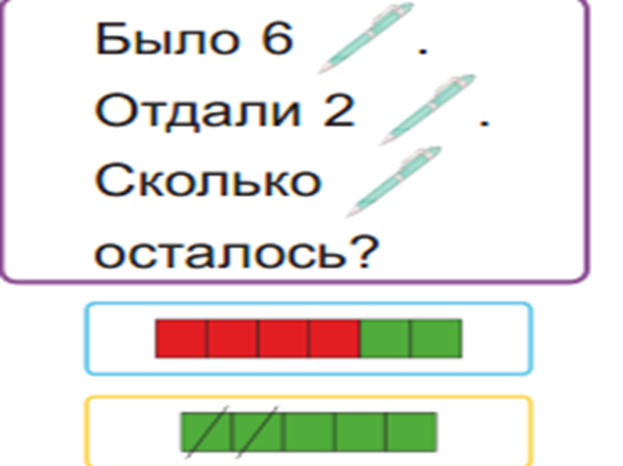 Было 6 .
Отдали 2 .
Сколько
осталось?